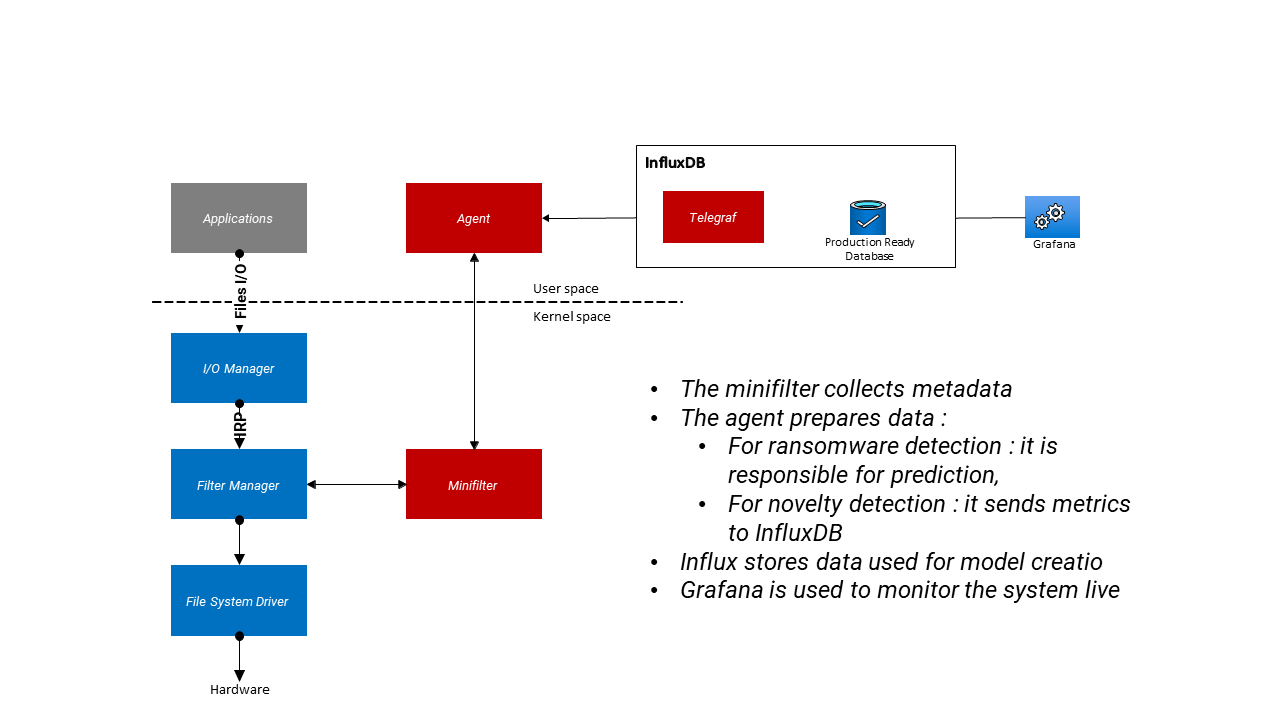 InfluxDB
Applications
Agent
Telegraf
Production Ready
Database
Grafana
Files I/O
User space
Kernel space
I/O Manager
IRP
Filter Manager
Minifilter
File System Driver
Hardware
• The minifilter collects metadata
• The agent prepares data :
• For ransomware detection : it is
responsible for prediction,
• For novelty detection : it sends metrics
to InfluxDB
• Influx stores data used for model creatio
• Grafana is used to monitor the system live